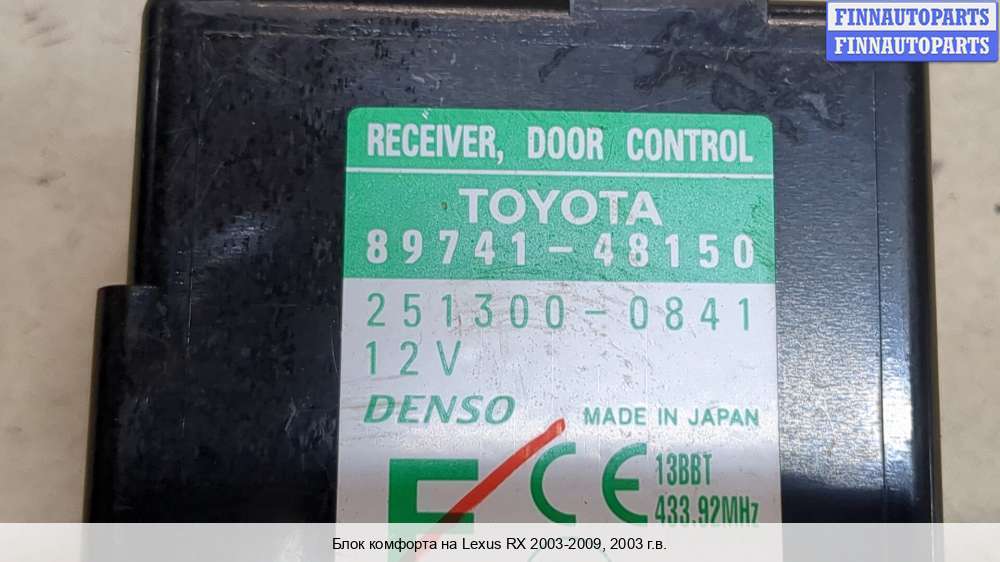 FINNAUTOPARTS
FINNAUTOPARTS
RECEIVER, DOOR CONTROL
TOYOTA
89741-48150
251300-0841
12V
DENSO MADE IN JAPAN
CE 13BBT
433.92MHz
Блок комфорта на Lexus RX 2003-2009, 2003 г.в.